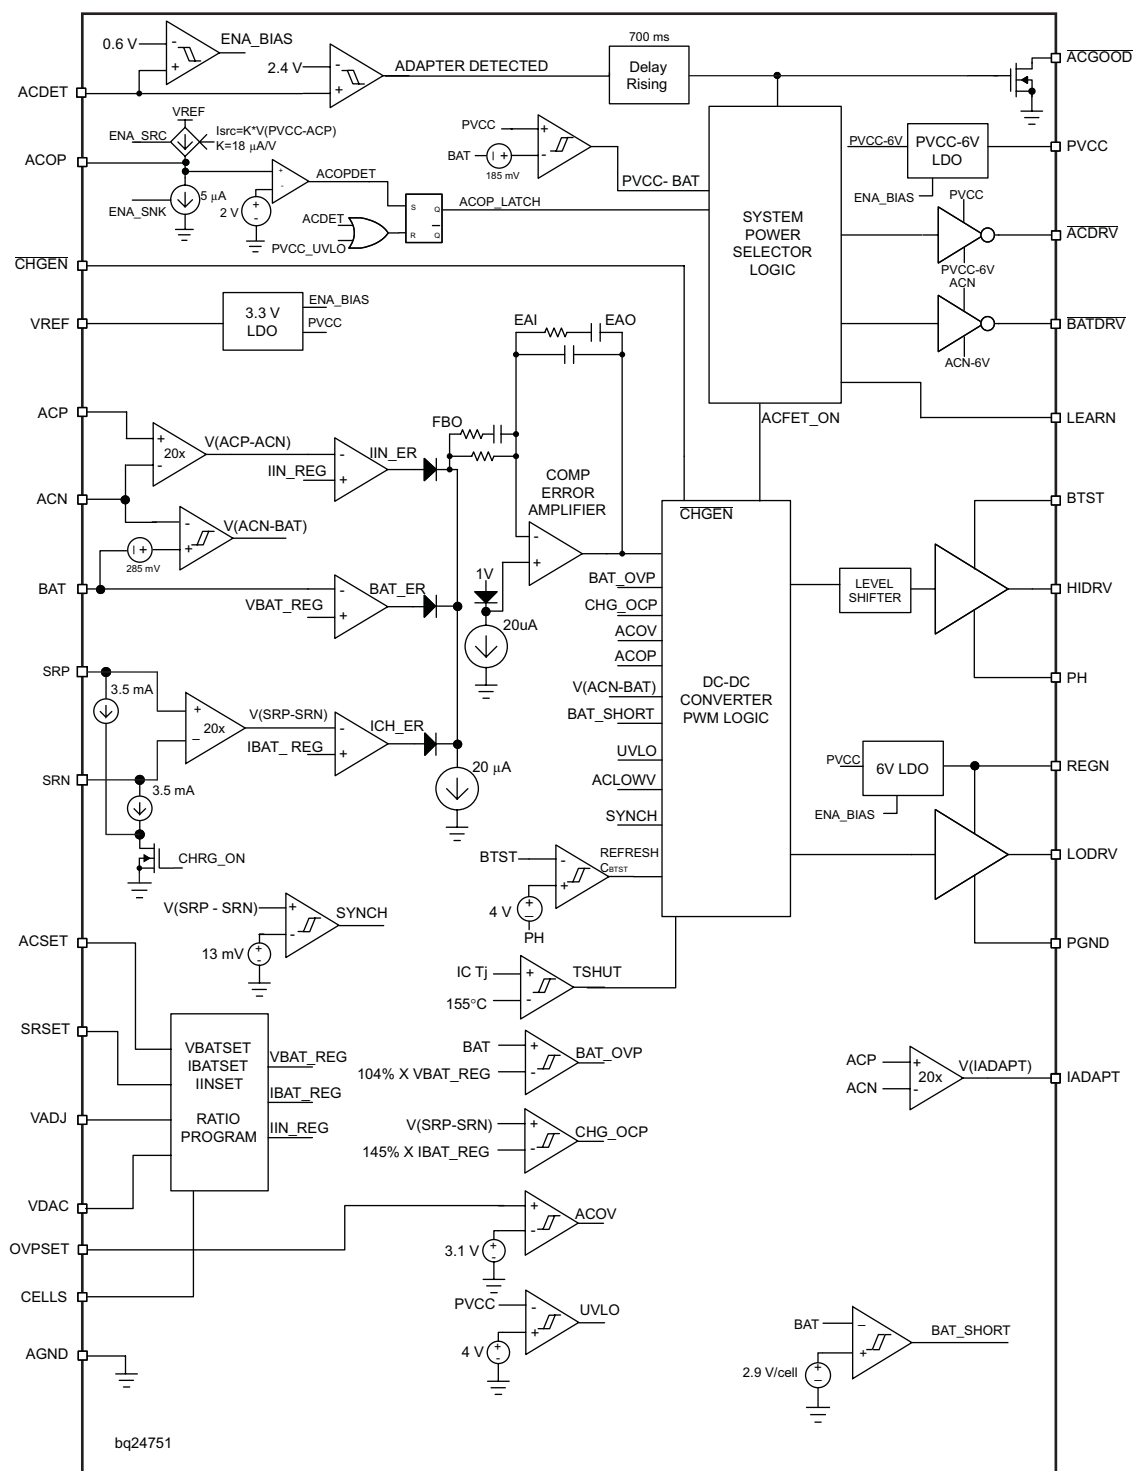 0.6 V
-
+
ENA_BIAS
2.4 V
-
+
ADAPTER DETECTED
700 ms
Delay
Rising
ACGOOD
ACDET
VREF
ENA_SRC
Isrc=K*V(PVCC-ACP)
K=18 μA/V
ACOP
5 μA
ENA_SNK
2 V
+
-
+
-
ACOPDET
ACDET
PVCC_UVLO
S
Q
R
Q
ACOP_LATCH
PVCC
BAT
185 mV
+
-
PVCC- BAT
SYSTEM
POWER
SELECTOR
LOGIC
PVCC-6V
PVCC-6V
LDO
ENA_BIAS
PVCC
PVCC
ACDRV
PVCC-6V
ACN
BATDRV
ACN-6V
LEARN
ACFET_ON
CHGEN
VREF
3.3 V
LDO
ENA_BIAS
PVCC
EAI
EAO
FBO
ACP
+
20x
-
V(ACP-ACN)
IIN_REG
-
+
IIN_ER
COMP
ERROR
AMPLIFIER
-
+
ACN
-
+
V(ACN-BAT)
285 mV
BAT
VBAT_REG
-
+
BAT_ER
1V
20uA
SRP
3.5 mA
+
20x
–
V(SRP-SRN)
IBAT_ REG
-
+
ICH_ER
20 μA
SRN
3.5 mA
CHRG_ON
CHGEN
BAT_OVP
CHG_OCP
ACOV
ACOP
V(ACN-BAT)
BAT_SHORT
UVLO
ACLOWV
SYNCH
DC-DC
CONVERTER
PWM LOGIC
BTST
LEVEL
SHIFTER
HIDRV
PH
PVCC
6V LDO
ENA_BIAS
REGN
LODRV
PGND
BTST
-
+
REFRESH
CBTST
4 V
+
–
PH
V(SRP - SRN)
+
-
SYNCH
13 mV
+
-
IC Tj
155°C
+
-
TSHUT
ACSET
SRSET
VADJ
VDAC
VBATSET
IBATSET
IINSET
RATIO
PROGRAM
VBAT_REG
IBAT_REG
IIN_REG
BAT
104% X VBAT_REG
+
-
BAT_OVP
ACP
ACN
+
20x
-
V(IADAPT)
IADAPT
V(SRP-SRN)
145% X IBAT_REG
+
-
CHG_OCP
OVPSET
+
-
ACOV
3.1 V
+
-
CELLS
PVCC
-
+
UVLO
4 V
+
-
BAT
–
+
BAT_SHORT
2.9 V/cell
+
–
AGND
bq24751